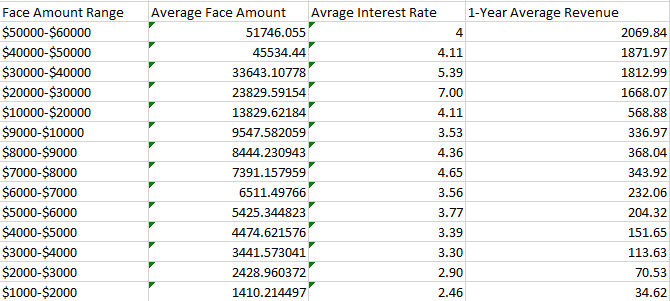 Face Amount Range Average Face Amount Avrage Interest Rate 1-Year Average Revenue
$50000-$60000 51746.055 4 2069.84
$40000-$50000 45534.44 4.11 1871.97
$30000-$40000 33643.10778 5.39 1812.99
$20000-$30000 23829.59154 7.00 1668.07
$10000-$20000 13829.62184 4.11 568.88
$9000-$10000 9547.582059 3.53 336.97
$8000-$9000 8444.230943 4.36 368.04
$7000-$8000 7391.157959 4.65 343.92
$6000-$7000 6511.49766 3.56 232.06
$5000-$6000 5425.344823 3.77 204.32
$4000-$5000 4474.621576 3.39 151.65
$3000-$4000 3441.573041 3.30 113.63
$2000-$3000 2428.960372 2.90 70.53
$1000-$2000 1410.214497 2.46 34.62